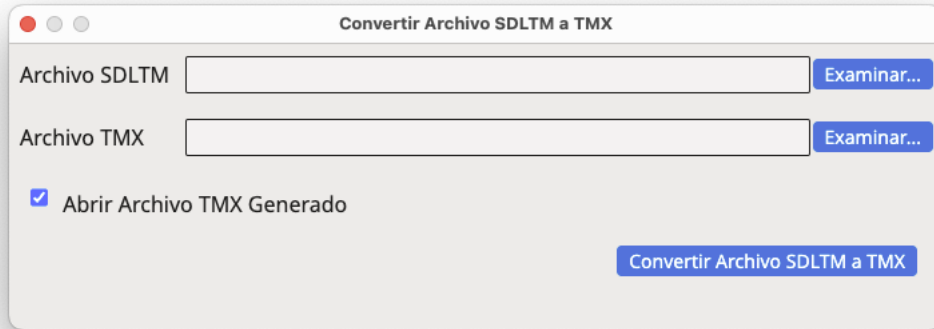 Convertir Archivo SDLTM a TMX
Archivo SDLTM Examinar...
Archivo TMX Examinar...
Abrir Archivo TMX Generado
Convertir Archivo SDLTM a TMX